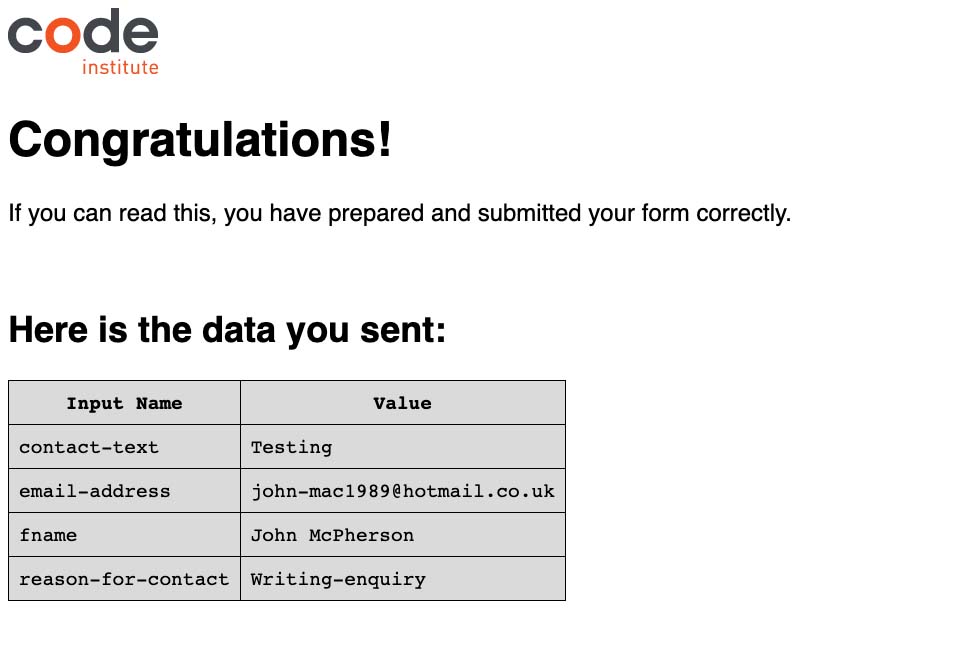 code
institute
Congratulations!
If you can read this, you have prepared and submitted your form correctly.
Here is the data you sent:
Input Name Value
contact-text Testing
email-address john-mac1989@hotmail.co.uk
fname John McPherson
reason-for-contact Writing-enquiry